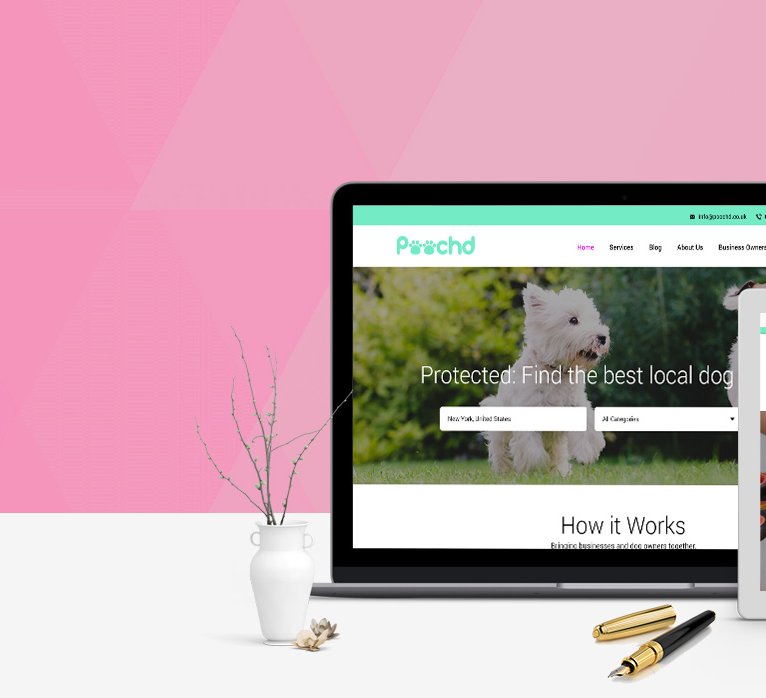 info@poochd.co.uk
Poochd
Home Services Blog About Us Business Owners
Protected: Find the best local dog
New York, United States
All Categories
How it Works
Bringing businesses and dog owners together.